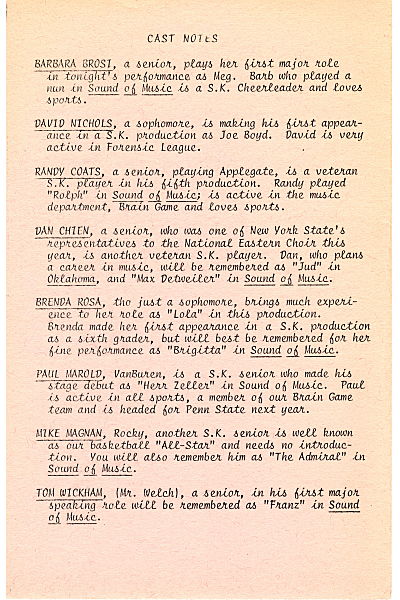 CAST NOTES
BARBARA BROSI, a senior, plays her first major role
in tonight's performance as Meg. Barb who played a
nun in Sound of Music is a S.K. Cheerleader and loves
sports.
DAVID NICHOLS, a sophomore, is making his first appear-
ance in a S.K. production as Joe Boyd. David is very
active in Forensic League.
RANDY COATS, a senior, playing Applegate, is a veteran
S.K. player in his fifth production. Randy played
"Rolph" in Sound of Music; is active in the music
department, Brain Game and loves sports.
DAN CHIEN, a senior, who was one of New York State's
representatives to the National Eastern Choir this
year, is another veteran S.K. player. Dan, who plans
a career in music, will be remembered as "Jud" in
Oklahoma, and "Max Detweiler" in Sound of Music.
BRENDA ROSA, tho just a sophomore, brings much experi-
ence to her role as "Lola" in this production.
Brenda made her first appearance in a S.K. production
as a sixth grader, but will best be remembered for her
fine performance as "Brigitta" in Sound of Music.
PAUL MAROLD, VanBuren, is a S.K. senior who made his
stage debut as "Herr Zeller" in Sound of Music. Paul
is active in all sports, a member of our Brain Game
team and is headed for Penn State next year.
MIKE MAGNAN, Rocky, another S.K. senior is well known
as our basketball "All-Star" and needs no introduc-
tion. You will also remember him as "The Admiral" in
Sound of Music.
TOM WICKHAM, (Mr. Welch), a senior, in his first major
speaking role will be remembered as "Franz" in Sound
of Music.